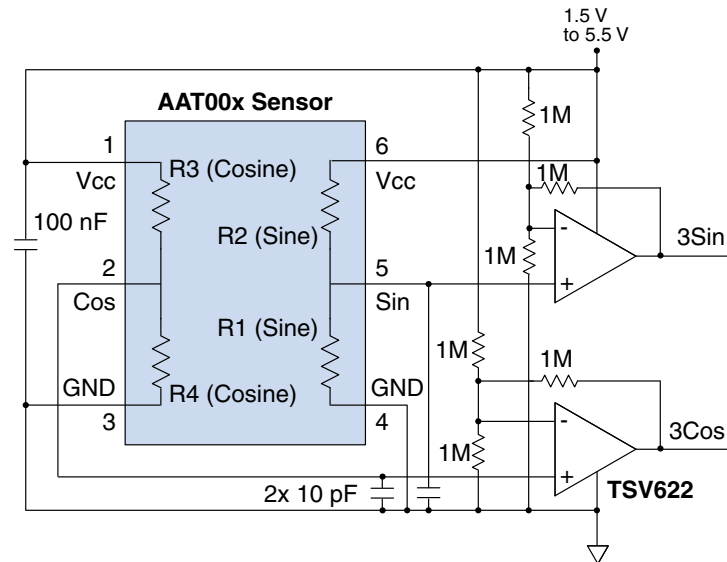 1.5 V
to 5.5 V
AAT00x Sensor
1M
1
R3 (Cosine)
6
Vcc
Vcc
1M
100 nF
R2 (Sine)
1M
-
3Sin
2
5
+
Cos
Sin
R1 (Sine)
1M
1M
GND
R4 (Cosine)
GND
3
4
-
3Cos
1M
+
2x 10 pF
TSV622